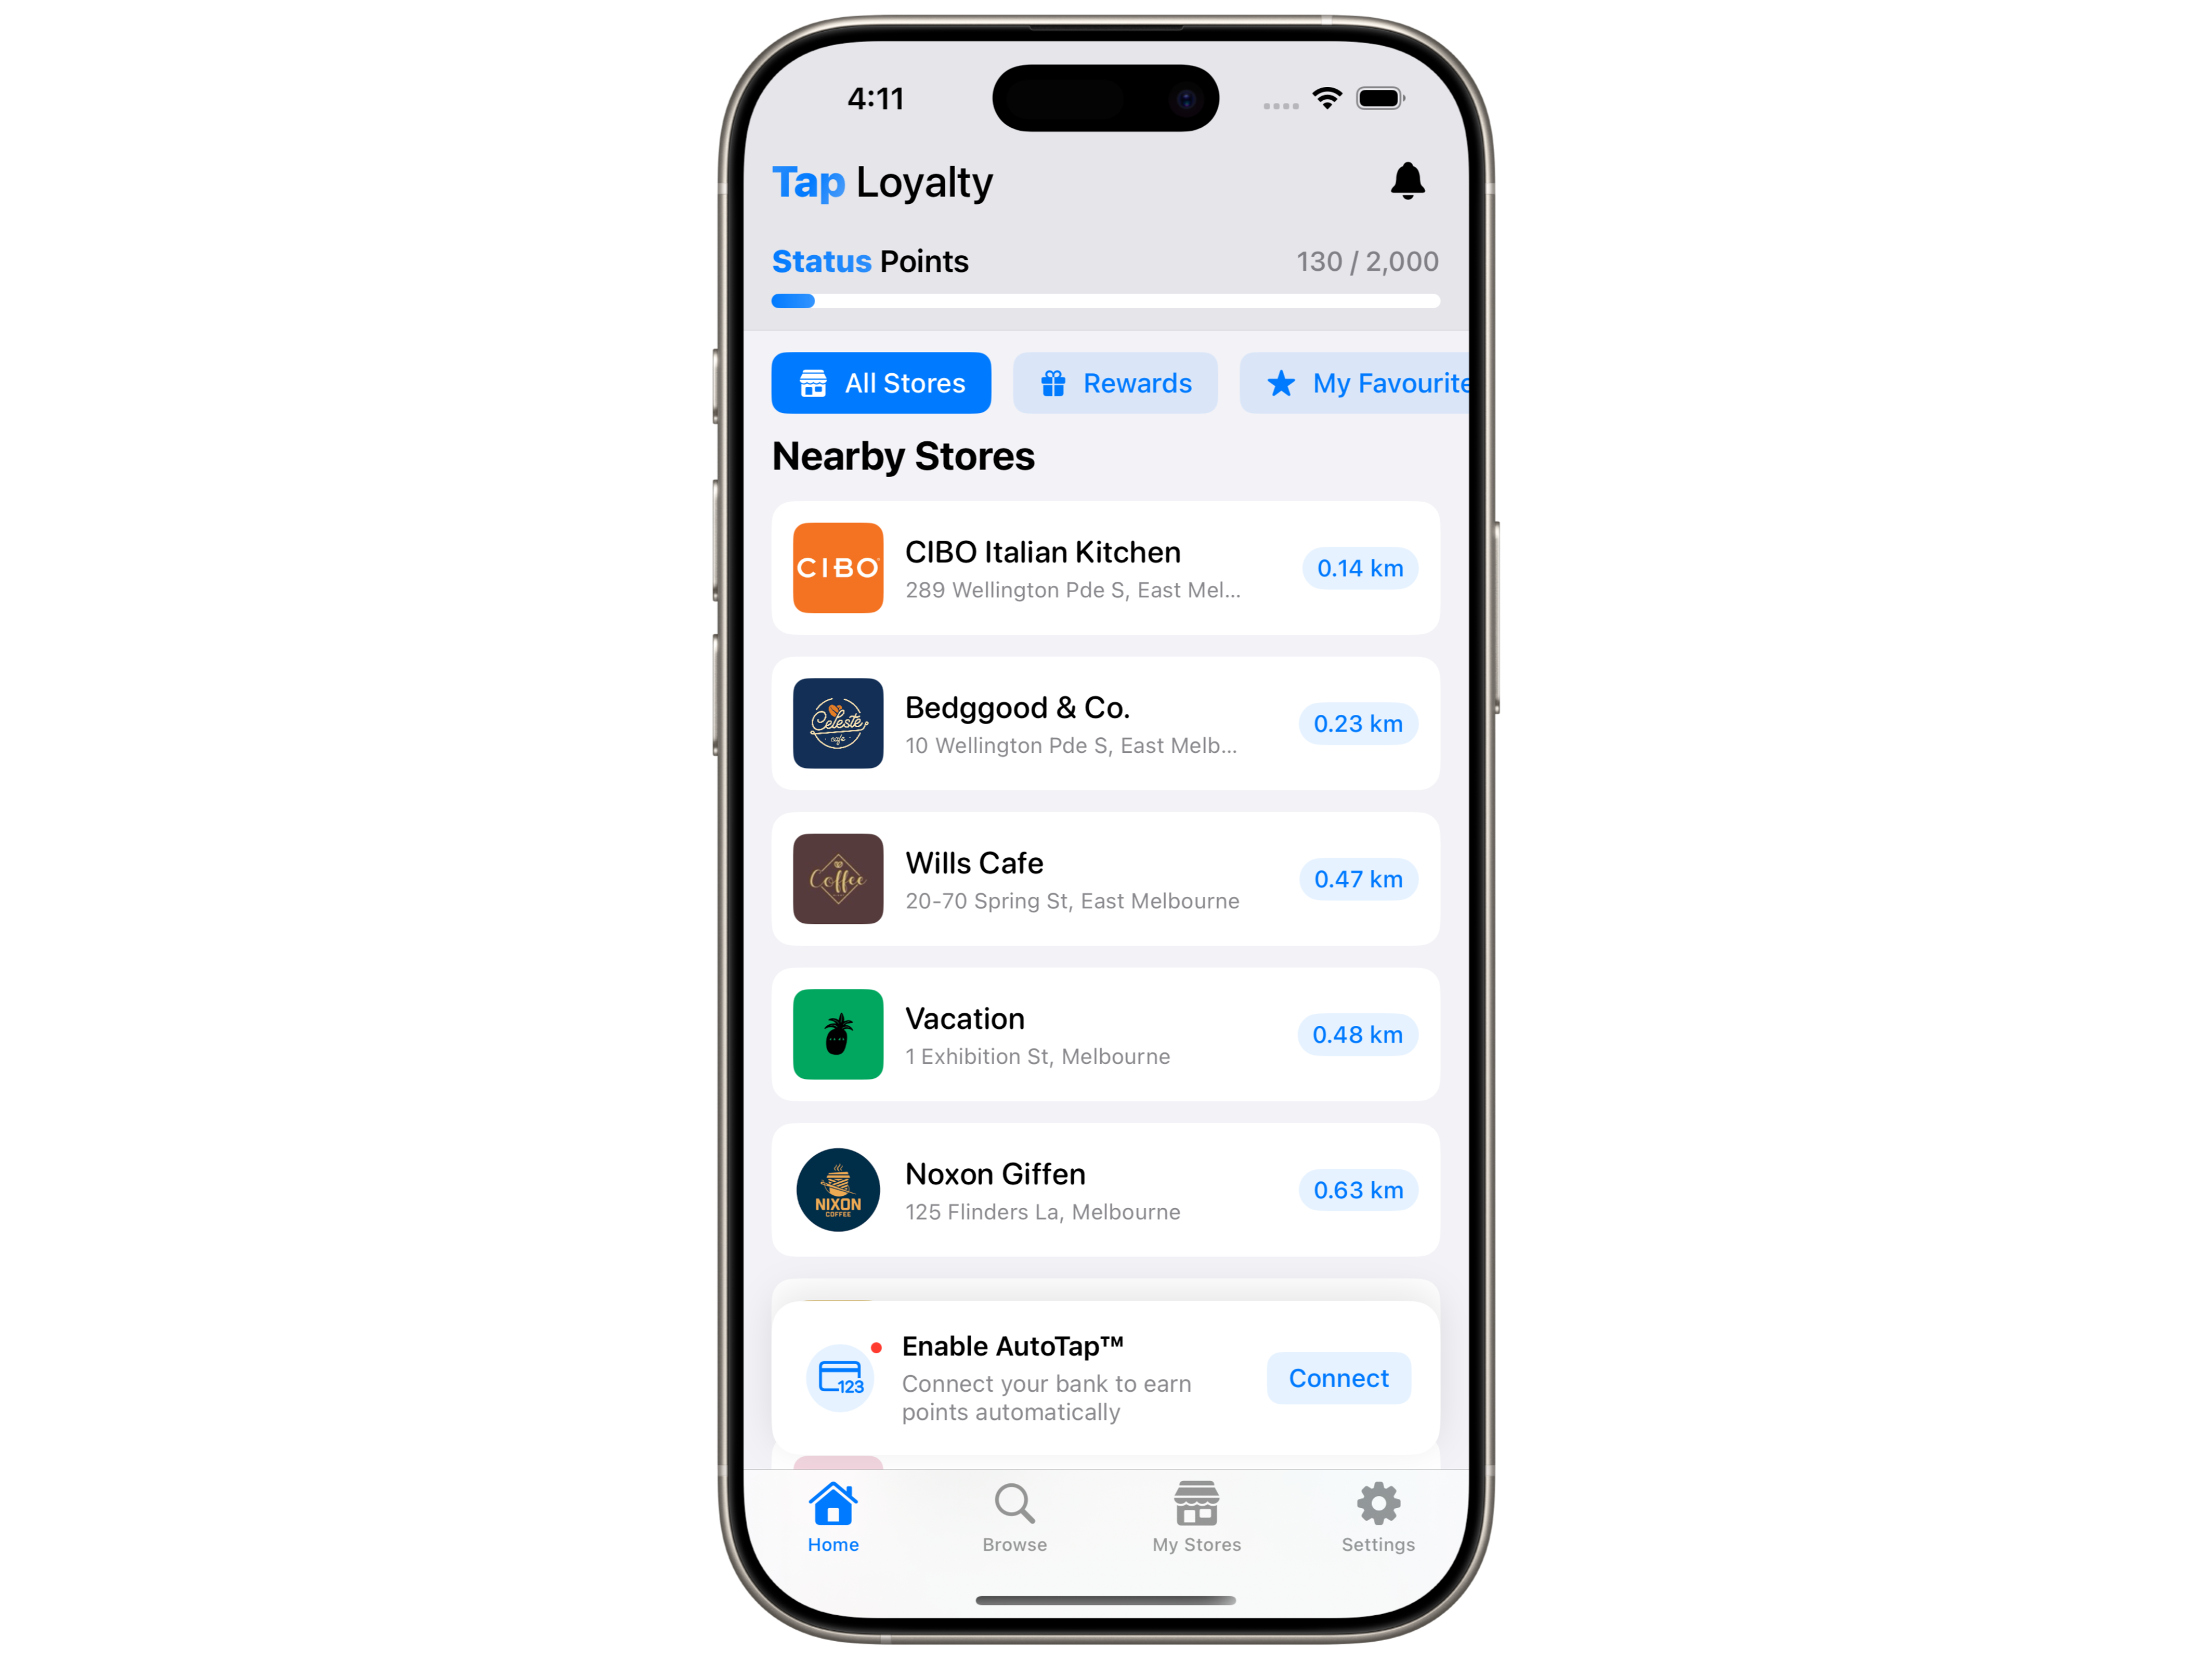 4:11
Tap Loyalty
Status Points
130 / 2,000
All Stores
Rewards
My Favourite
Nearby Stores
CIBO
CIBO Italian Kitchen
289 Wellington Pde S, East Mel...
0.14 km
Celeste
cafe
Bedggood & Co.
10 Wellington Pde S, East Melb...
0.23 km
Coffee
Wills Cafe
20-70 Spring St, East Melbourne
0.47 km
Vacation
1 Exhibition St, Melbourne
0.48 km
NIXON
COFFEE
Noxon Giffen
125 Flinders La, Melbourne
0.63 km
123
Enable AutoTap™
Connect your bank to earn
points automatically
Connect
Home
Browse
My Stores
Settings